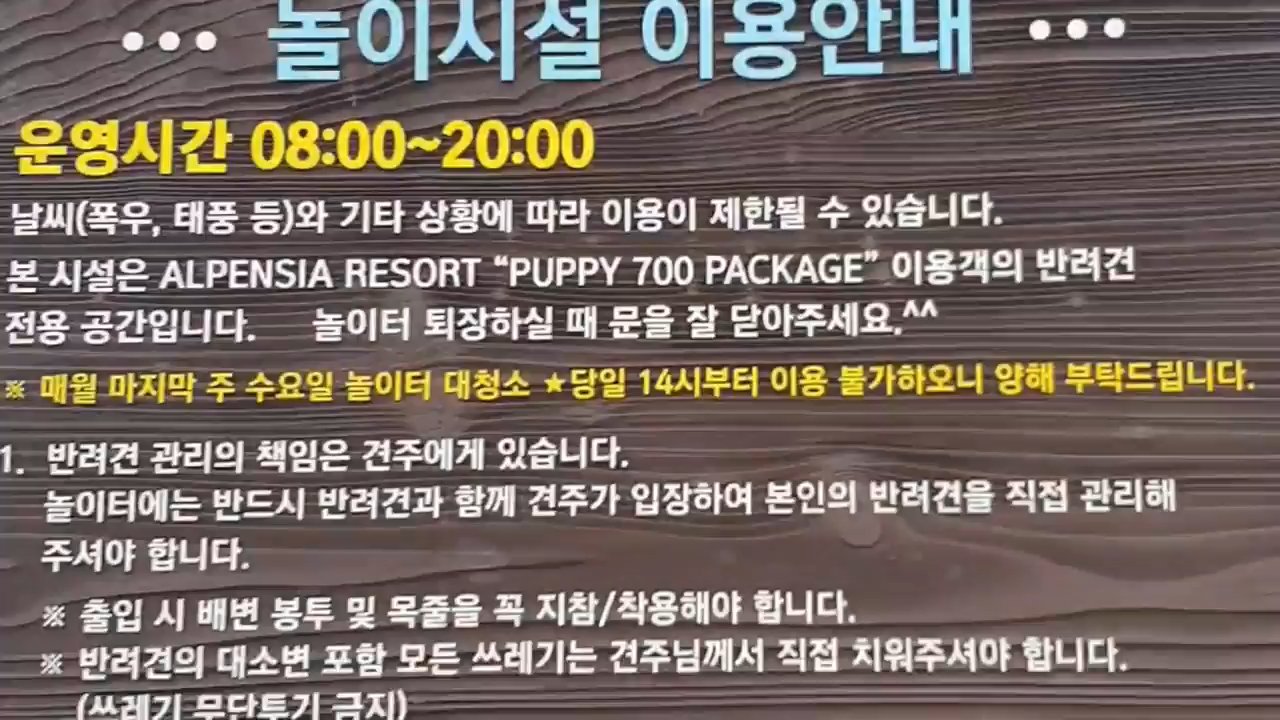 ••• 놀이시설 이용안내 •••
운영시간 08:00~20:00
날씨(폭우, 태풍 등)와 기타 상황에 따라 이용이 제한될 수 있습니다.
본 시설은 ALPENSIA RESORT “PUPPY 700 PACKAGE” 이용객의 반려견
전용 공간입니다. 놀이터 퇴장하실 때 문을 잘 닫아주세요.^^
※ 매월 마지막 주 수요일 놀이터 대청소 ★당일 14시부터 이용 불가하오니 양해 부탁드립니다.
1. 반려견 관리의 책임은 견주에게 있습니다.
놀이터에는 반드시 반려견과 함께 견주가 입장하여 본인의 반려견을 직접 관리해
주셔야 합니다.
※ 출입 시 배변 봉투 및 목줄을 꼭 지참/착용해야 합니다.
※ 반려견의 대소변 포함 모든 쓰레기는 견주님께서 직접 치워주셔야 합니다.
(쓰레기 무단투기 금지)